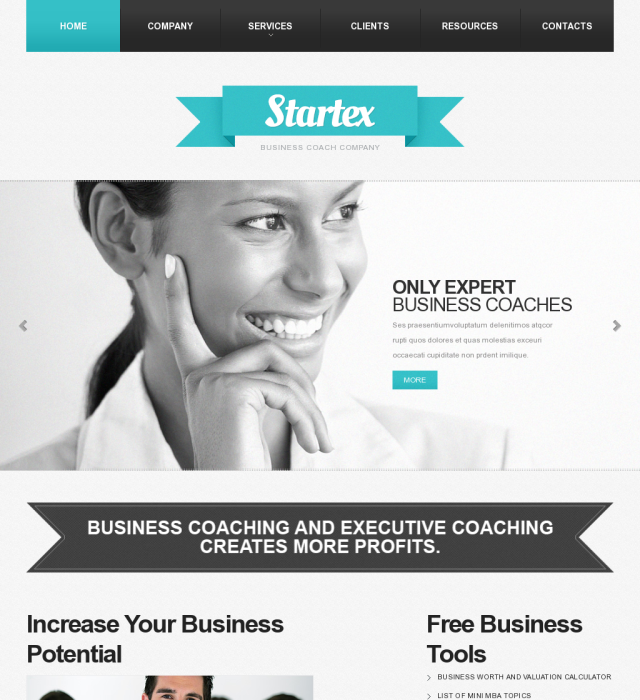 HOME COMPANY SERVICES CLIENTS RESOURCES CONTACTS
Startex
BUSINESS COACH COMPANY
ONLY EXPERT
BUSINESS COACHES
Ses praesentiumvoluptatum delenitimos atqcor
rupti quos dolores et quas molestias exceuri
occaecati cupiditate non prdent imilique.
MORE
BUSINESS COACHING AND EXECUTIVE COACHING
CREATES MORE PROFITS.
Increase Your Business
Potential
Free Business
Tools
BUSINESS WORTH AND VALUATION CALCULATOR
LIST OF MINI MBA TOPICS